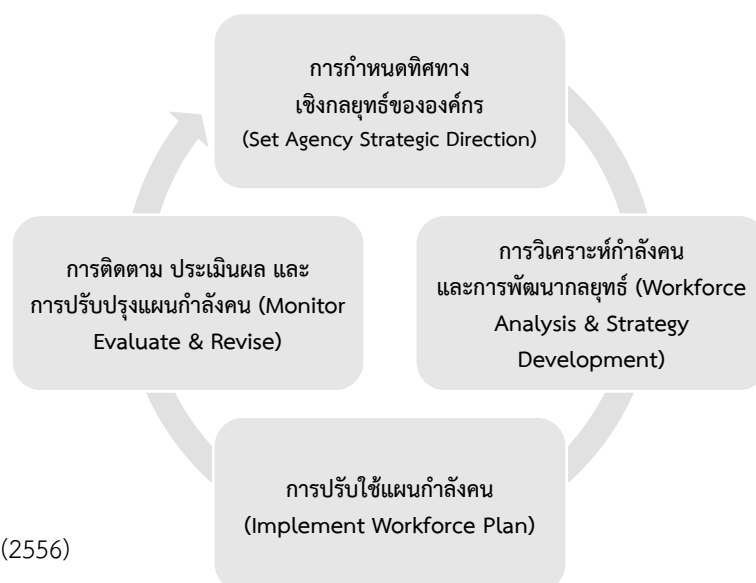 การกำหนดทิศทาง
เชิงกลยุทธ์ขององค์กร
(Set Agency Strategic Direction)
การวิเคราะห์กำลังคน
และการพัฒนากลยุทธ์ (Workforce
Analysis & Strategy
Development)
การปรับใช้แผนกำลังคน
(Implement Workforce Plan)
การติดตาม ประเมินผล และ
การปรับปรุงแผนกำลังคน (Monitor
Evaluate & Revise)
(2556)